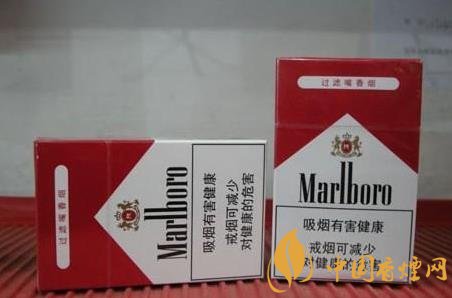 过滤嘴香烟
Marlboro
吸烟有害健康
戒烟可减少
对健康的危害
过滤嘴香烟
Marlboro
吸烟有害健康
戒烟可减少
对健康的危害
中国香烟网